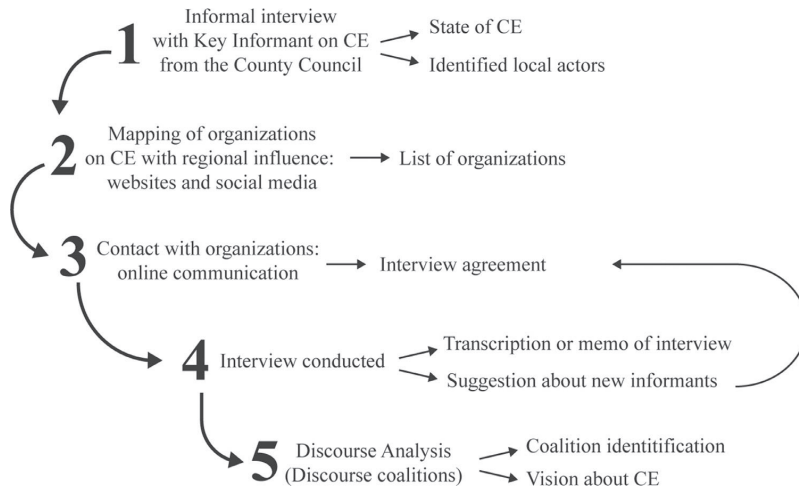 1
Informal interview
with Key Informant on CE
from the County Council
State of CE
Identified local actors
2
Mapping of organizations
on CE with regional influence:
websites and social media
List of organizations
3
Contact with organizations:
online communication
Interview agreement
4
Interview conducted
Transcription or memo of interview
Suggestion about new informants
5
Discourse Analysis
(Discourse coalitions)
Coalition identitification
Vision about CE